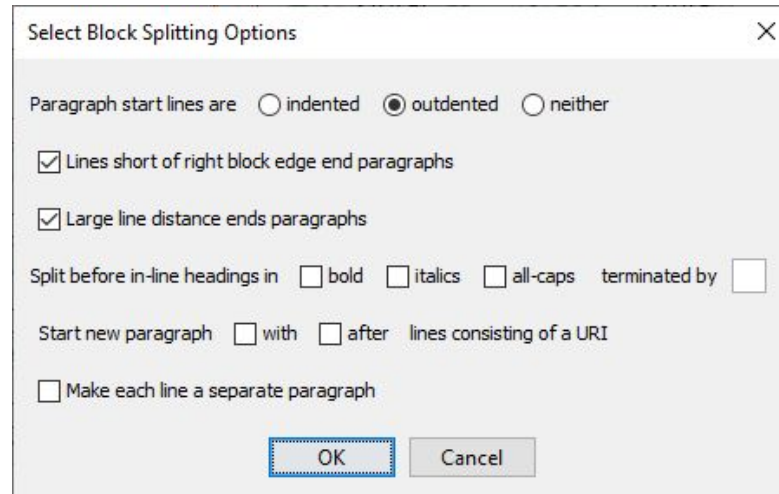 Select Block Splitting Options
Paragraph start lines are indented outdented neither
Lines short of right block edge end paragraphs
Large line distance ends paragraphs
Split before in-line headings in bold italics all-caps terminated by
Start new paragraph with after lines consisting of a URI
Make each line a separate paragraph
OK Cancel